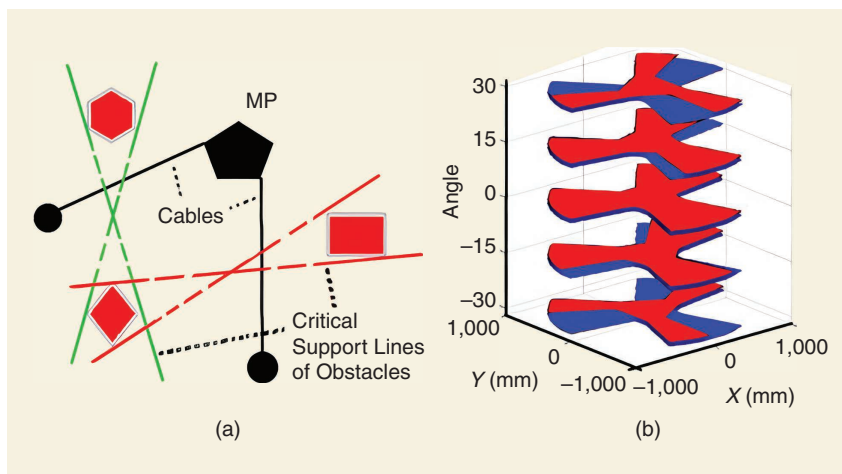 MP
Cables
Critical
Support Lines
of Obstacles
(a)
30
15
0
–15
–30
Angle
1,000
0
–1,000
Y (mm)
–1,000
0
1,000
X (mm)
(b)